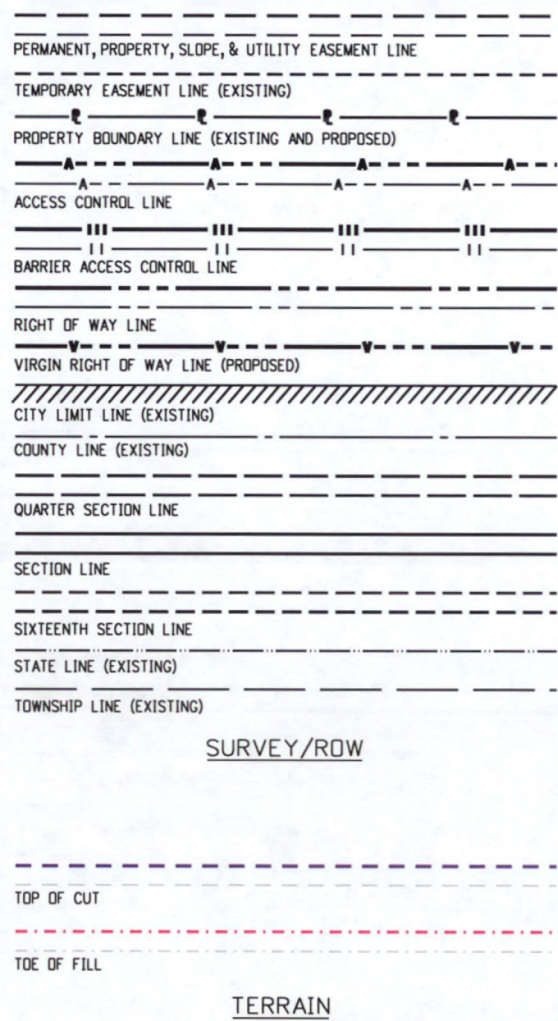 PERMANENT, PROPERTY, SLOPE, & UTILITY EASEMENT LINE
TEMPORARY EASEMENT LINE (EXISTING)
℄ ℄ ℄ ℄
PROPERTY BOUNDARY LINE (EXISTING AND PROPOSED)
A A A A
A A A A
ACCESS CONTROL LINE
BARRIER ACCESS CONTROL LINE
RIGHT OF WAY LINE
V V V V
VIRGIN RIGHT OF WAY LINE (PROPOSED)
CITY LIMIT LINE (EXISTING)
COUNTY LINE (EXISTING)
QUARTER SECTION LINE
SECTION LINE
SIXTEENTH SECTION LINE
STATE LINE (EXISTING)
TOWNSHIP LINE (EXISTING)
SURVEY/ROW
TOP OF CUT
TOE OF FILL
TERRAIN